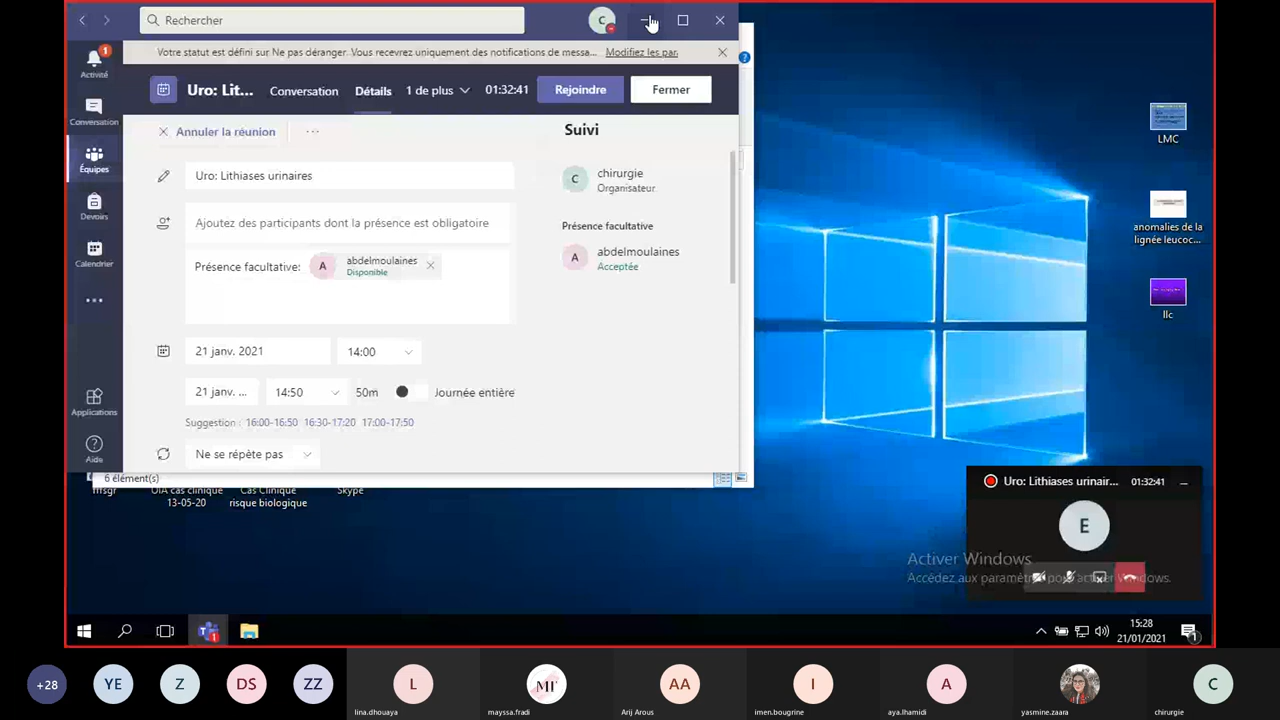 Rechercher
C
Votre statut est défini sur Ne pas déranger. Vous recevrez uniquement des notifications de messa... Modifiez les par
1
Activité
Conversation
Équipes
Devoirs
Calendrier
Applications
Aide
Uro: Lit... Conversation Détails 1 de plus 01:32:41 Rejoindre Fermer
Annuler la réunion ...
Uro: Lithiases urinaires
Ajoutez des participants dont la présence est obligatoire
Présence facultative: A abdelmoulaines
Disponible
21 janv. 2021 14:00
21 janv. ... 14:50 50m Journée entière
Suggestion : 16:00-16:50 16:30-17:20 17:00-17:50
Ne se répète pas
Suivi
C chirurgie
Organisateur
Présence facultative
A abdelmoulaines
Acceptée
6 élément(s)
cas clinique
13-05-20
Cas Clinique
risque biologique
Skype
LMC
anomalies de la
lignée leucoc...
llc
Uro: Lithiases urinair... 01:32:41
E
Activer Windows
Accédez aux paramètres pour activer Windows.
1
15:28
21/01/2021
1
+28 YE Z DS ZZ L MF AA I A C
lina.dhouaya mayssa.fradi Arij Arous imen.bougrine aya.lhamidi yasmine.zaara chirurgie